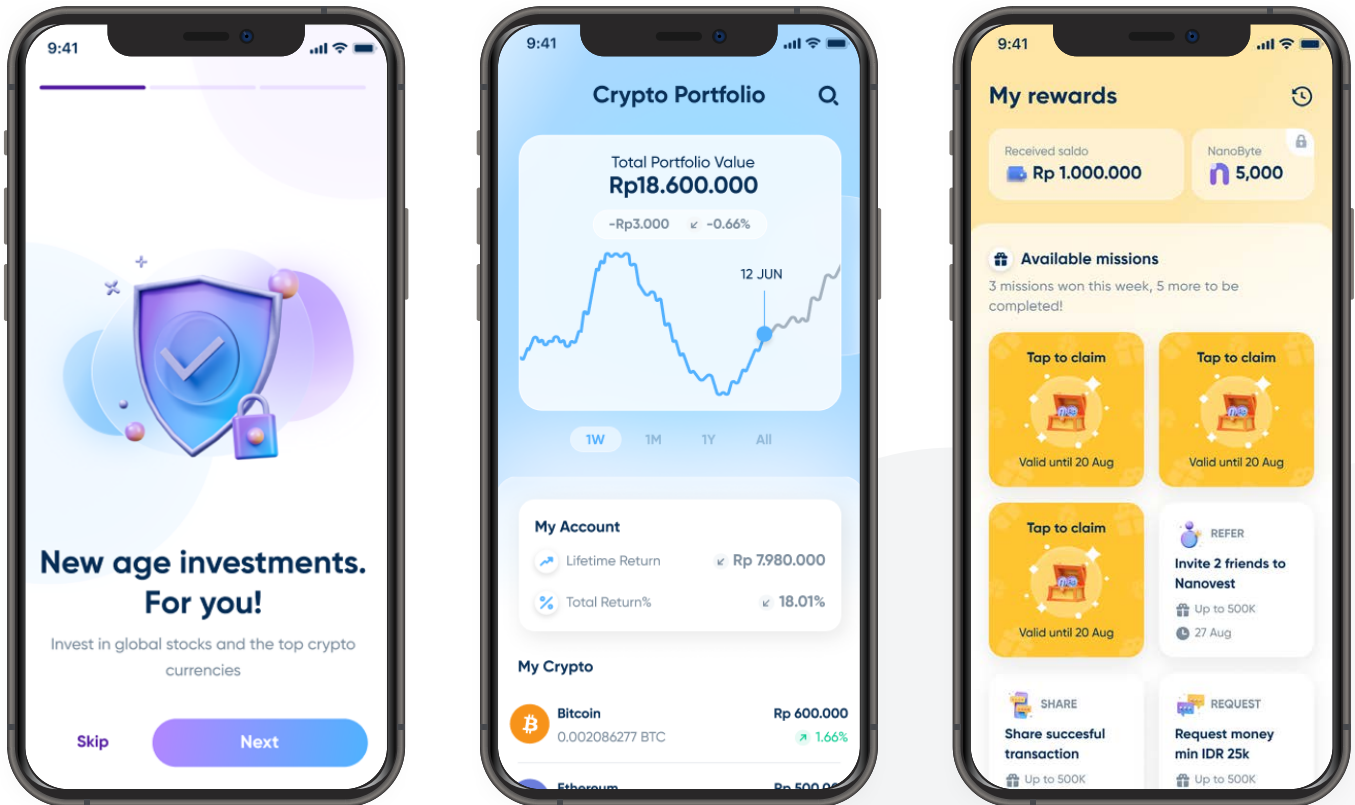 9:41
New age investments.
For you!
Invest in global stocks and the top crypto
currencies
Skip
Next
9:41
Crypto Portfolio
Total Portfolio Value
Rp18.600.000
-Rp3.000 -0.66%
12 JUN
1W 1M 1Y All
My Account
Lifetime Return Rp 7.980.000
Total Return% 18.01%
My Crypto
Bitcoin Rp 600.000
0.002086277 BTC 1.66%
Ethereum
9:41
My rewards
Received saldo
Rp 1.000.000
NanoByte
5,000
Available missions
3 missions won this week, 5 more to be
completed!
Tap to claim
Valid until 20 Aug
Tap to claim
Valid until 20 Aug
Tap to claim
Valid until 20 Aug
REFER
Invite 2 friends to
Nanovest
Up to 500K
27 Aug
SHARE
Share succesful
transaction
Up to 500K
REQUEST
Request money
min IDR 25k
Up to 500K